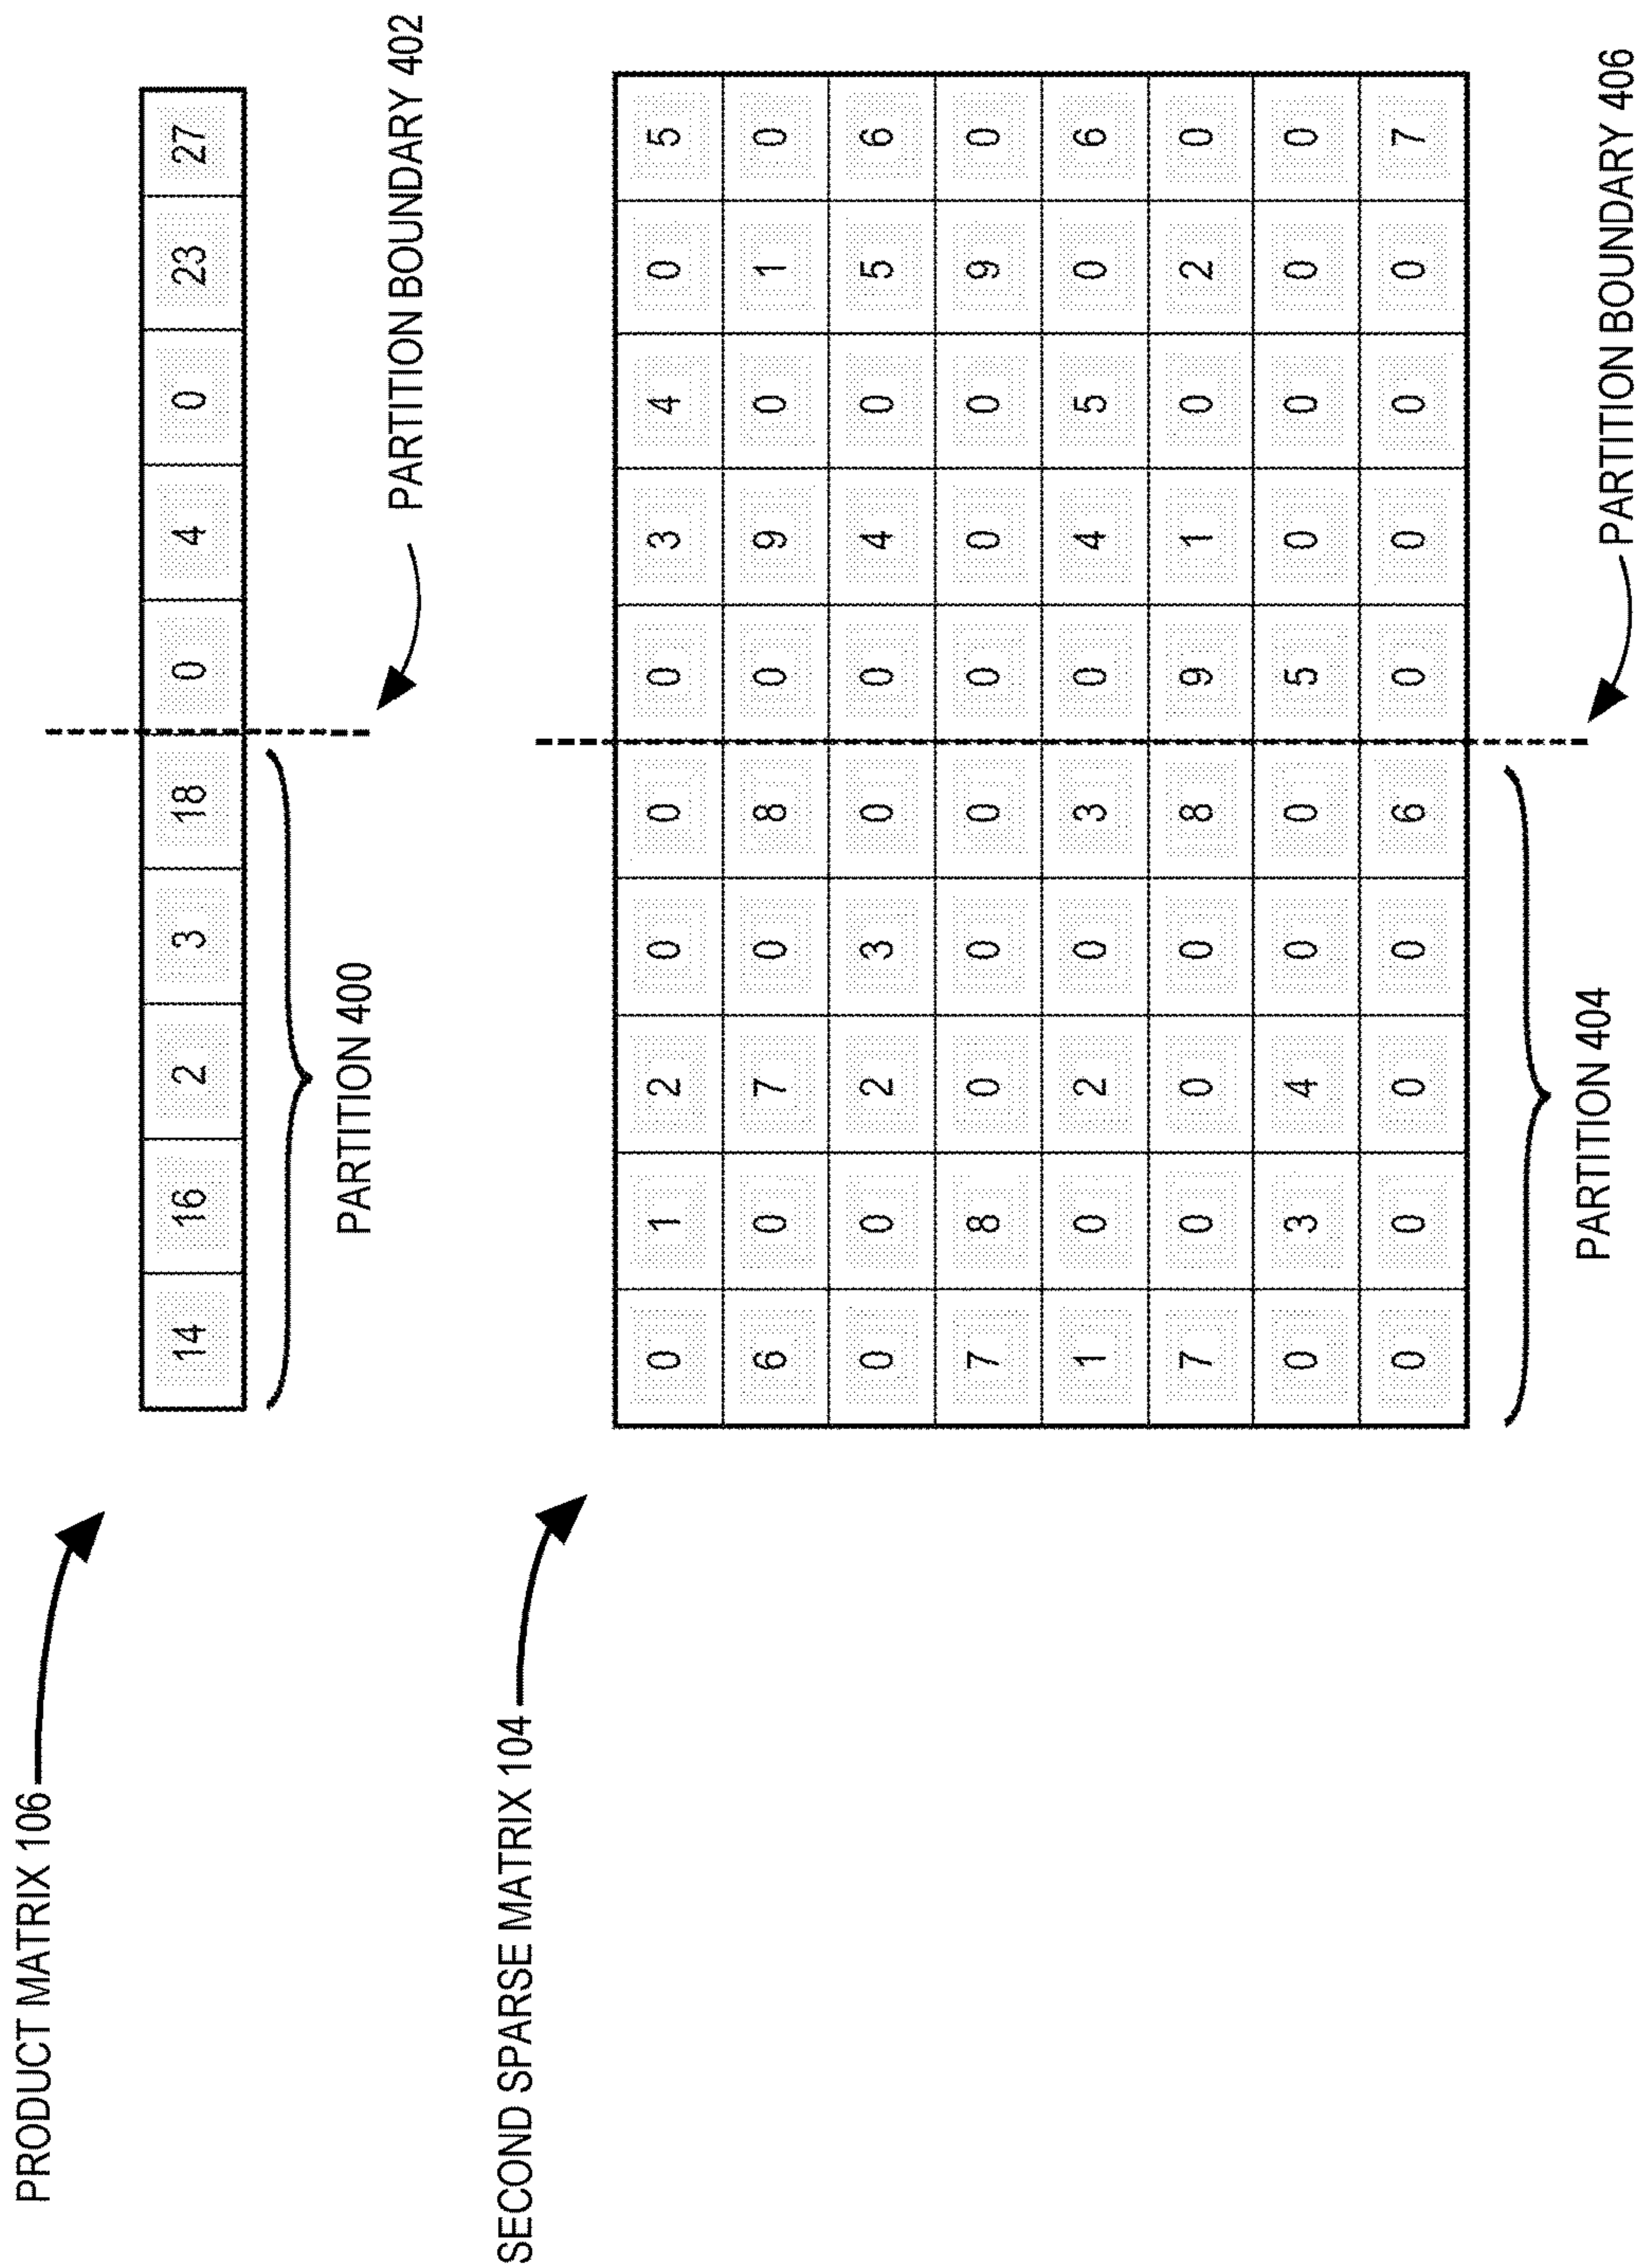 PRODUCT MATRIX 106
14 16 2 3 18 0 4 0 23 27
PARTITION 400
PARTITION BOUNDARY 402
SECOND SPARSE MATRIX 104
0 1 2 0 0 0 3 4 0 5
6 0 7 0 8 0 9 0 1 0
0 0 2 3 0 0 4 0 5 6
7 8 0 0 0 0 0 0 9 0
1 0 2 0 3 0 4 5 0 6
7 0 0 0 8 9 1 0 2 0
0 3 4 0 0 5 0 0 0 0
0 0 0 0 6 0 0 0 0 7
PARTITION 404
PARTITION BOUNDARY 406